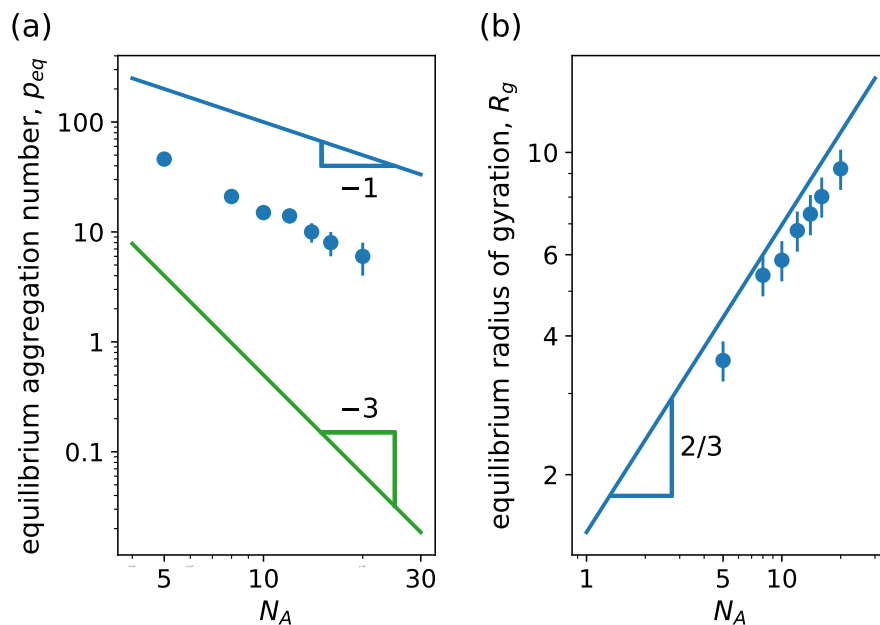 (a)
equilibrium aggregation number, p_eq
100
10
1
0.1
−1
−3
5
10
30
N_A
(b)
equilibrium radius of gyration, R_g
10
6
4
2
2/3
1
5
10
N_A